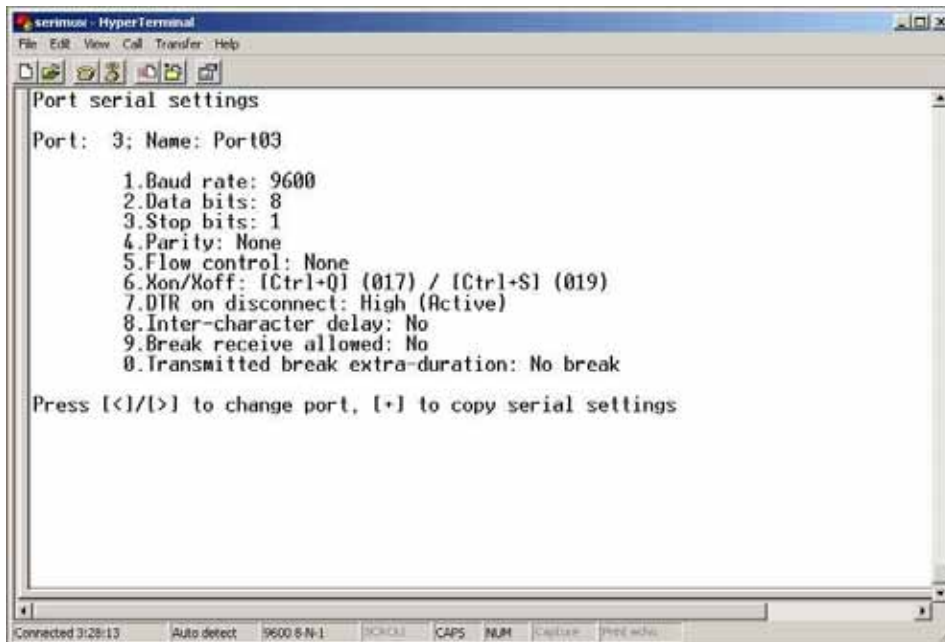 serimux - HyperTerminal
File Edit View Call Transfer Help
Port serial settings
Port: 3; Name: Port03
1.Baud rate: 9600
2.Data bits: 8
3.Stop bits: 1
4.Parity: None
5.Flow control: None
6.Xon/Xoff: [Ctrl+Q] (017) / [Ctrl+S] (019)
7.DTR on disconnect: High (Active)
8.Inter-character delay: No
9.Break receive allowed: No
0.Transmitted break extra-duration: No break
Press [<]/[>] to change port, [+] to copy serial settings
Connected 3:28:13 Auto detect 9600 8-N-1 SCROLL CAPS NUM Capture Print echo